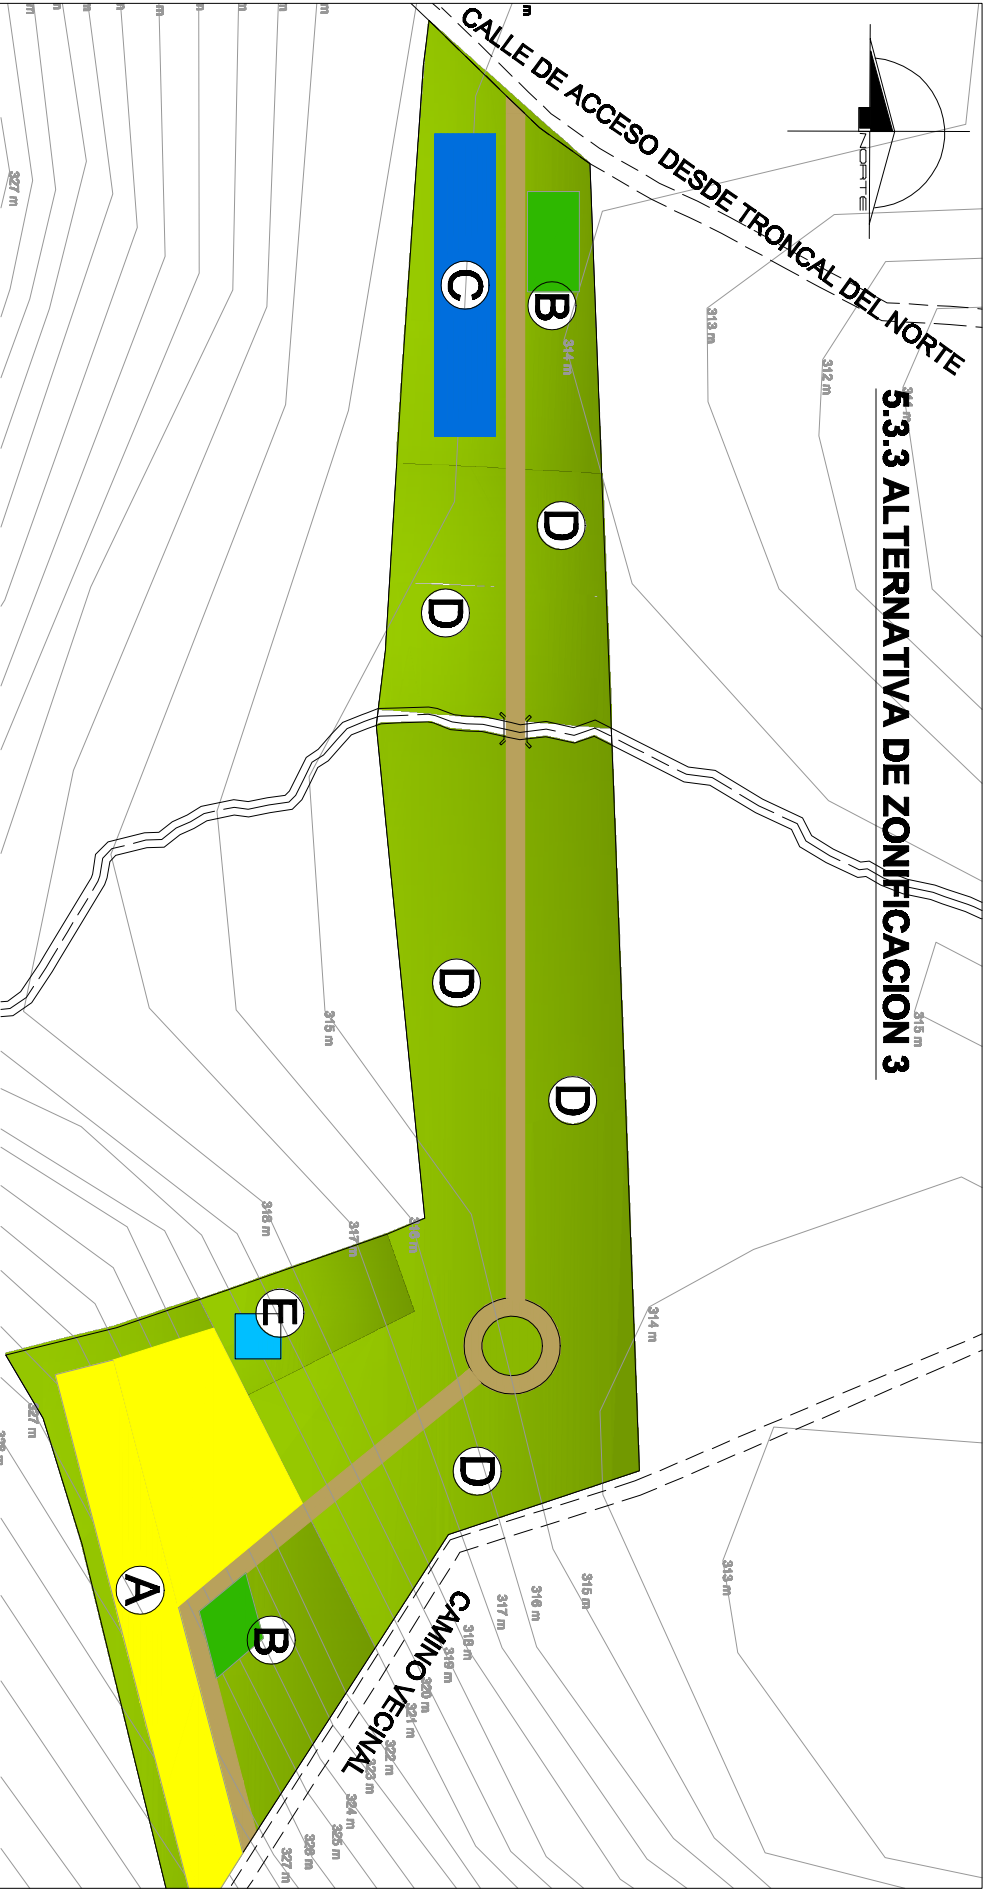 5.3.3 ALTERNATIVA DE ZONIFICACION 3
NORTE
CALLE DE ACCESO DESDE TRONCAL DEL NORTE
CAMINO VECINAL
C
B
D
D
D
D
D
E
A
B
327 m
314 m
313 m
312 m
311 m
315 m
315 m
318 m
317 m
314 m
313 m
327 m
315 m
316 m
317 m
318 m
319 m
320 m
321 m
322 m
323 m
324 m
325 m
326 m
327 m
m
m
m
m
m